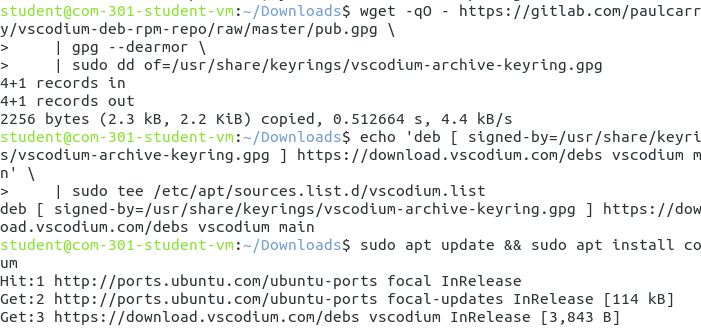 student@com-301-student-vm:~/Downloads$ wget -qO - https://gitlab.com/paulcarr
y/vscodium-deb-rpm-repo/raw/master/pub.gpg \
>     | gpg --dearmor \
>     | sudo dd of=/usr/share/keyrings/vscodium-archive-keyring.gpg
4+1 records in
4+1 records out
2256 bytes (2.3 kB, 2.2 KiB) copied, 0.512664 s, 4.4 kB/s
student@com-301-student-vm:~/Downloads$ echo 'deb [ signed-by=/usr/share/keyri
s/vscodium-archive-keyring.gpg ] https://download.vscodium.com/debs vscodium m
n' \
>     | sudo tee /etc/apt/sources.list.d/vscodium.list
deb [ signed-by=/usr/share/keyrings/vscodium-archive-keyring.gpg ] https://dow
oad.vscodium.com/debs vscodium main
student@com-301-student-vm:~/Downloads$ sudo apt update && sudo apt install co
um
Hit:1 http://ports.ubuntu.com/ubuntu-ports focal InRelease
Get:2 http://ports.ubuntu.com/ubuntu-ports focal-updates InRelease [114 kB]
Get:3 https://download.vscodium.com/debs vscodium InRelease [3,843 B]